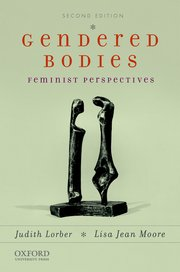 SECOND EDITION
GENDERED
BODIES
FEMINIST PERSPECTIVES
Judith Lorber * Lisa Jean Moore
OXFORD
UNIVERSITY PRESS